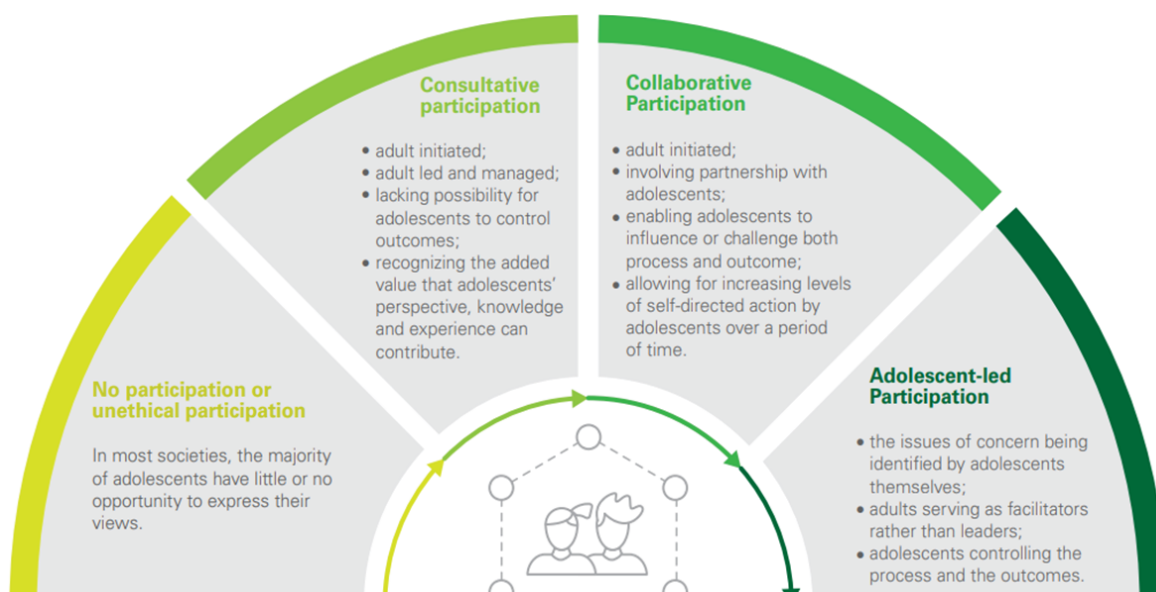 Consultative
participation
• adult initiated;
• adult led and managed;
• lacking possibility for
adolescents to control
outcomes;
• recognizing the added
value that adolescents’
perspective, knowledge
and experience can
contribute.
Collaborative
Participation
• adult initiated;
• involving partnership with
adolescents;
• enabling adolescents to
influence or challenge both
process and outcome;
• allowing for increasing levels
of self-directed action by
adolescents over a period
of time.
No participation or
unethical participation
In most societies, the majority
of adolescents have little or no
opportunity to express their
views.
Adolescent-led
Participation
• the issues of concern being
identified by adolescents
themselves;
• adults serving as facilitators
rather than leaders;
• adolescents controlling the
process and the outcomes.